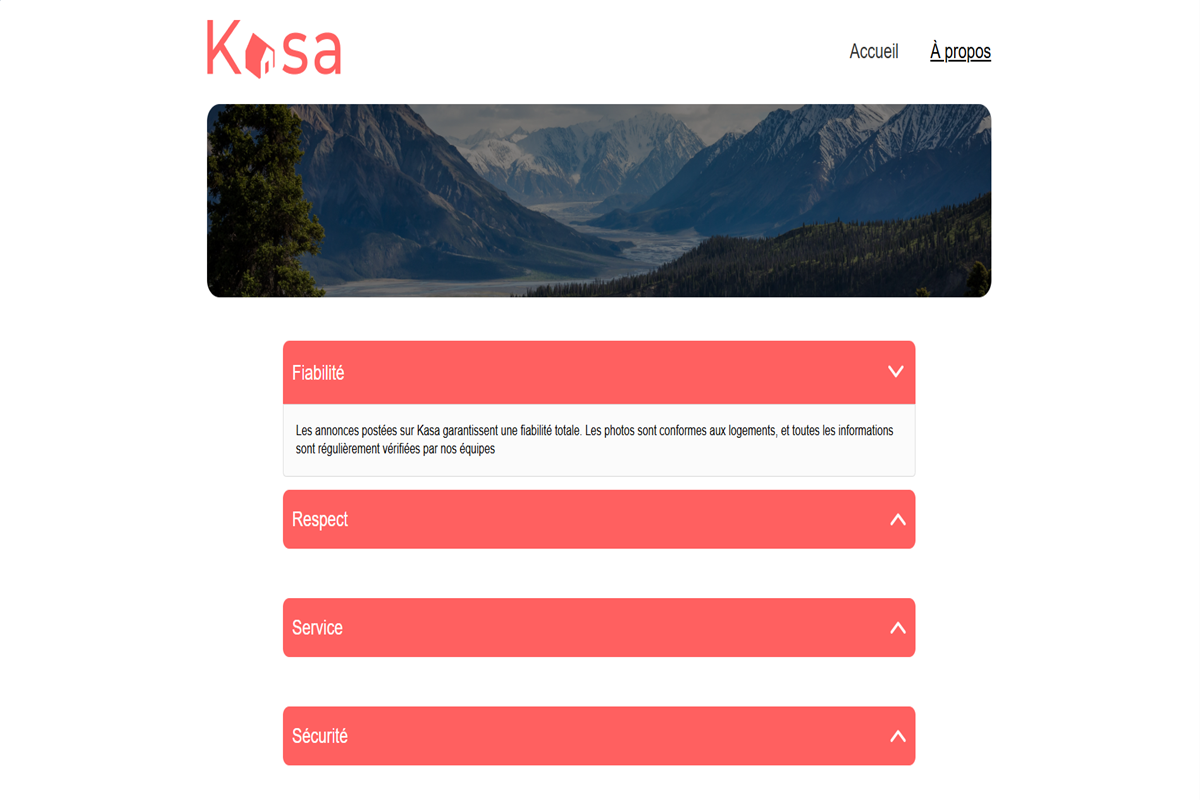 Kasa
Accueil
À propos
Fiabilité
Les annonces postées sur Kasa garantissent une fiabilité totale. Les photos sont conformes aux logements, et toutes les informations
sont régulièrement vérifiées par nos équipes
Respect
Service
Sécurité